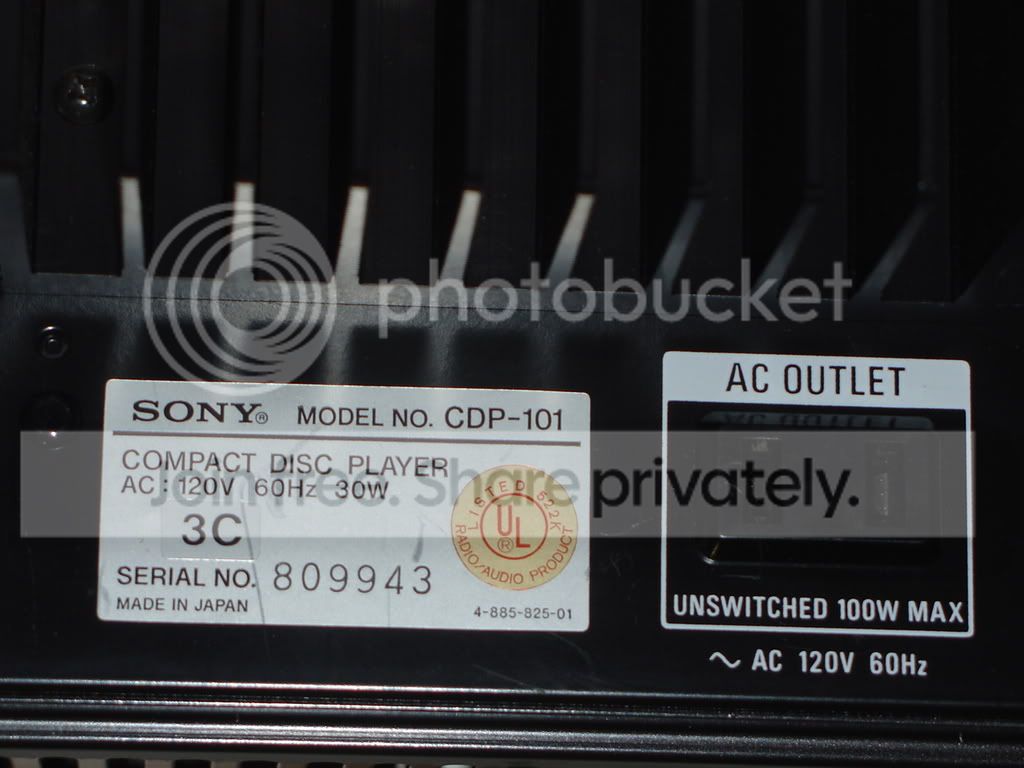 photobucket
SONY® MODEL NO. CDP-101
COMPACT DISC PLAYER
AC : 120V 60Hz 30W
3C
SERIAL NO. 809943
MADE IN JAPAN
4-885-825-01
LISTED 522K
UL®
RADIO/AUDIO PRODUCT
AC OUTLET
UNSWITCHED 100W MAX
~ AC 120V 60Hz
Join free. Share privately.